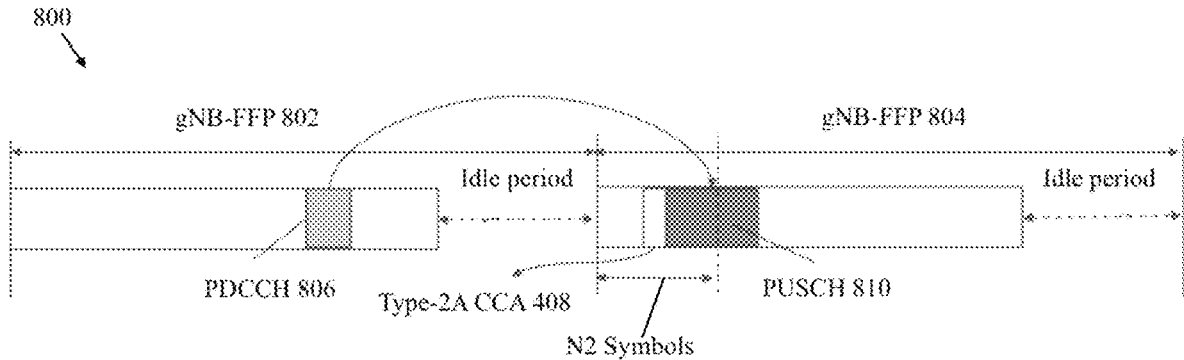 800
gNB-FFP 802
gNB-FFP 804
Idle period
Idle period
PDCCH 806
Type-2A CCA 408
PUSCH 810
N2 Symbols